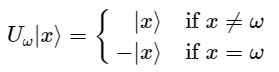 U_ω|x⟩ = { |x⟩ if x ≠ ω
−|x⟩ if x = ω